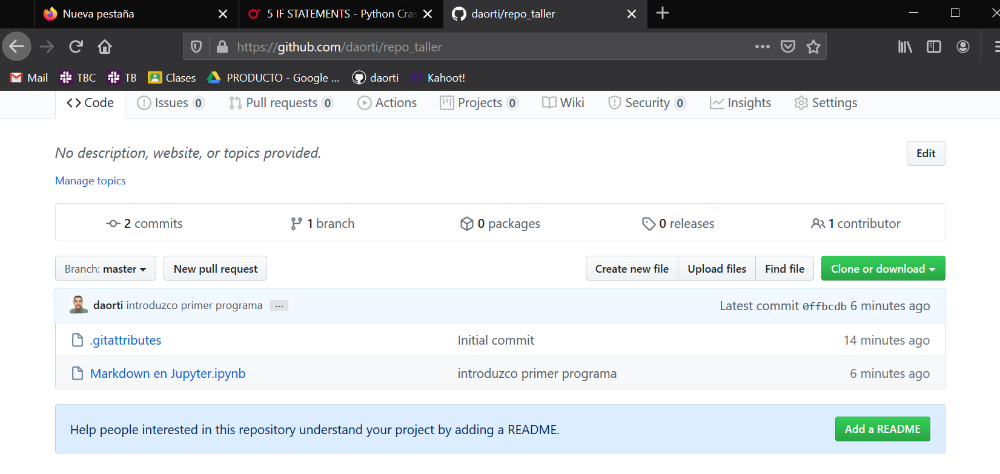 Nueva pestaña 5 IF STATEMENTS - Python Cras daorti/repo_taller
https://github.com/daorti/repo_taller
Mail TBC TB Clases PRODUCTO - Google ... daorti Kahoot!
Code Issues 0 Pull requests 0 Actions Projects 0 Wiki Security 0 Insights Settings
No description, website, or topics provided. Edit
Manage topics
2 commits 1 branch 0 packages 0 releases 1 contributor
Branch: master New pull request Create new file Upload files Find file Clone or download
daorti introduzco primer programa ... Latest commit 0ffbcdb 6 minutes ago
.gitattributes Initial commit 14 minutes ago
Markdown en Jupyter.ipynb introduzco primer programa 6 minutes ago
Help people interested in this repository understand your project by adding a README. Add a README